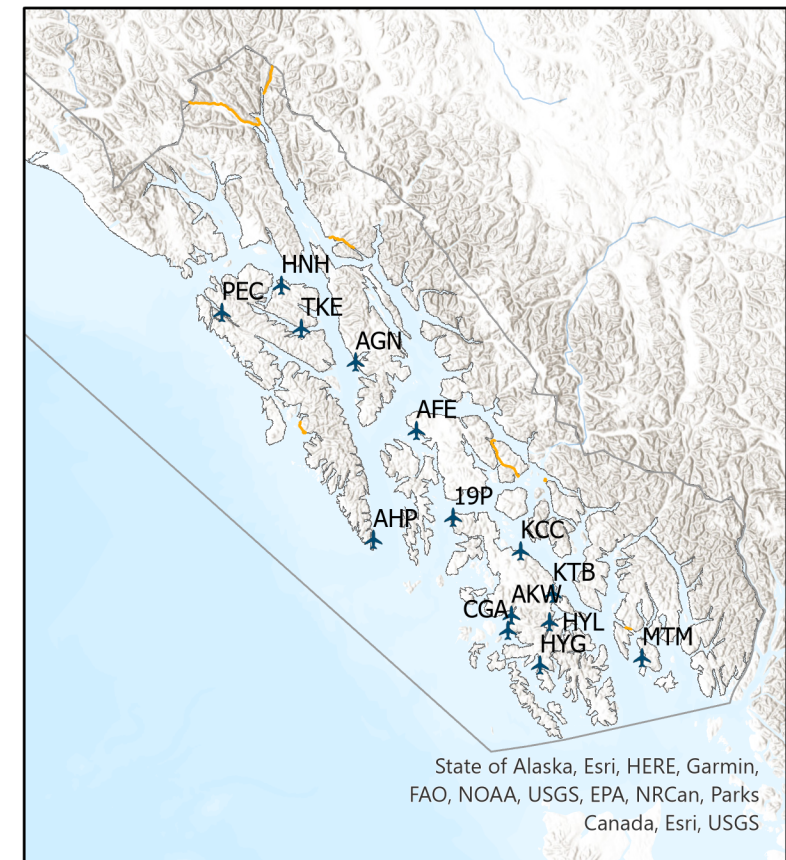 HNH
PEC
TKE
AGN
AFE
19P
AHP
KCC
KTB
AKW
CGA
HYL
HYG
MTM
State of Alaska, Esri, HERE, Garmin,
FAO, NOAA, USGS, EPA, NRCan, Parks
Canada, Esri, USGS